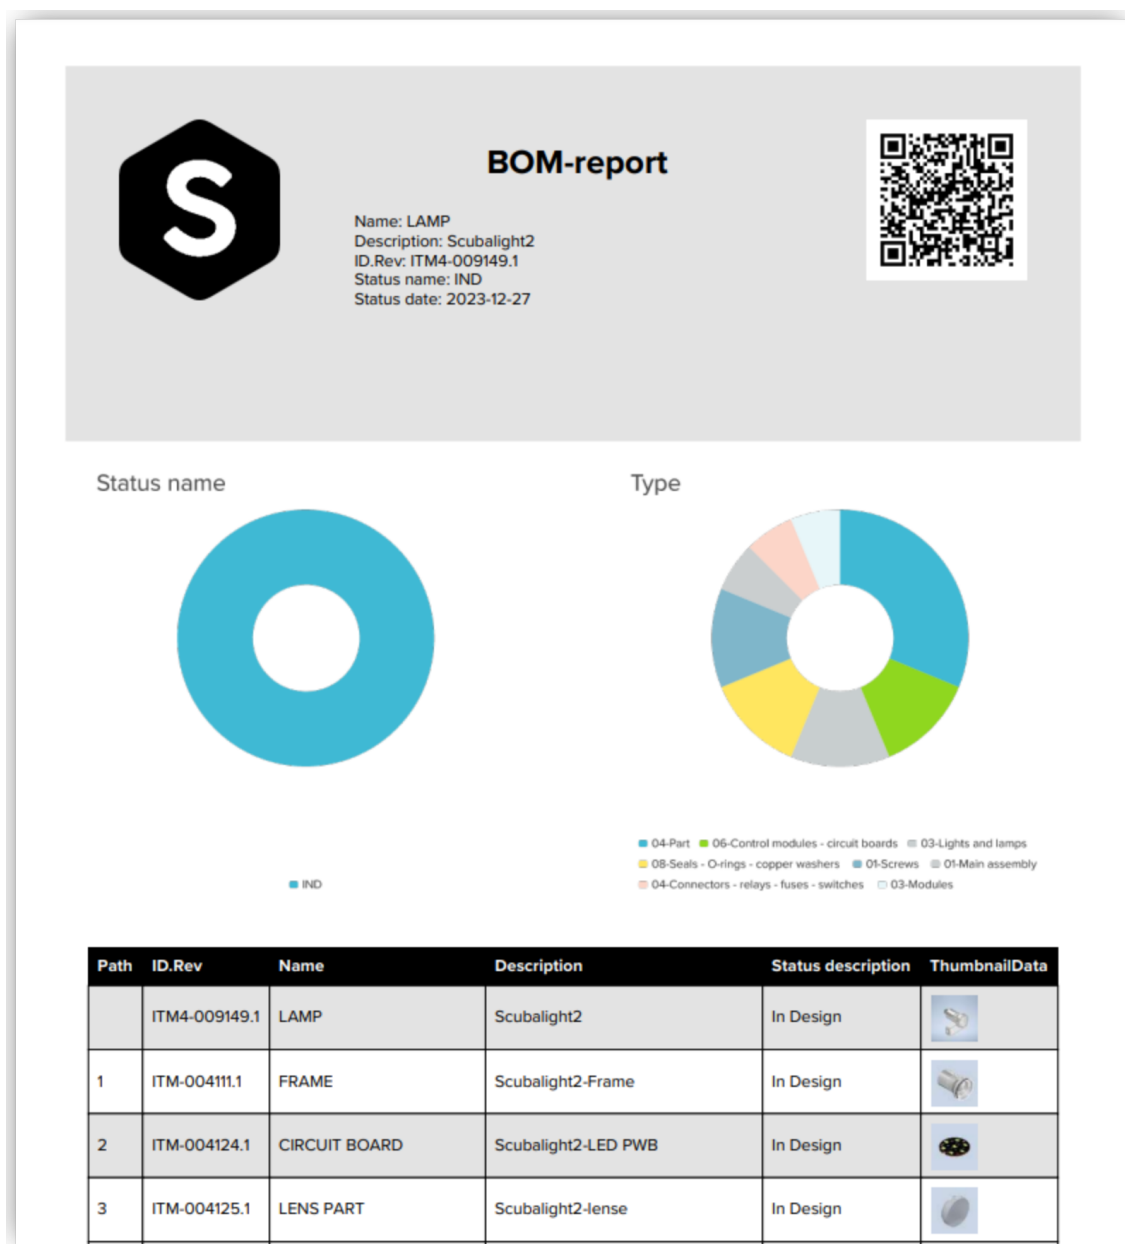 S
BOM-report
Name: LAMP
Description: Scubalight2
ID.Rev: ITM4-009149.1
Status name: IND
Status date: 2023-12-27
Status name
Type
IND
04-Part 06-Control modules - circuit boards 03-Lights and lamps
08-Seals - O-rings - copper washers 01-Screws 01-Main assembly
04-Connectors - relays - fuses - switches 03-Modules
Path ID.Rev Name Description Status description ThumbnailData
ITM4-009149.1 LAMP Scubalight2 In Design
1 ITM-004111.1 FRAME Scubalight2-Frame In Design
2 ITM-004124.1 CIRCUIT BOARD Scubalight2-LED PWB In Design
3 ITM-004125.1 LENS PART Scubalight2-lense In Design